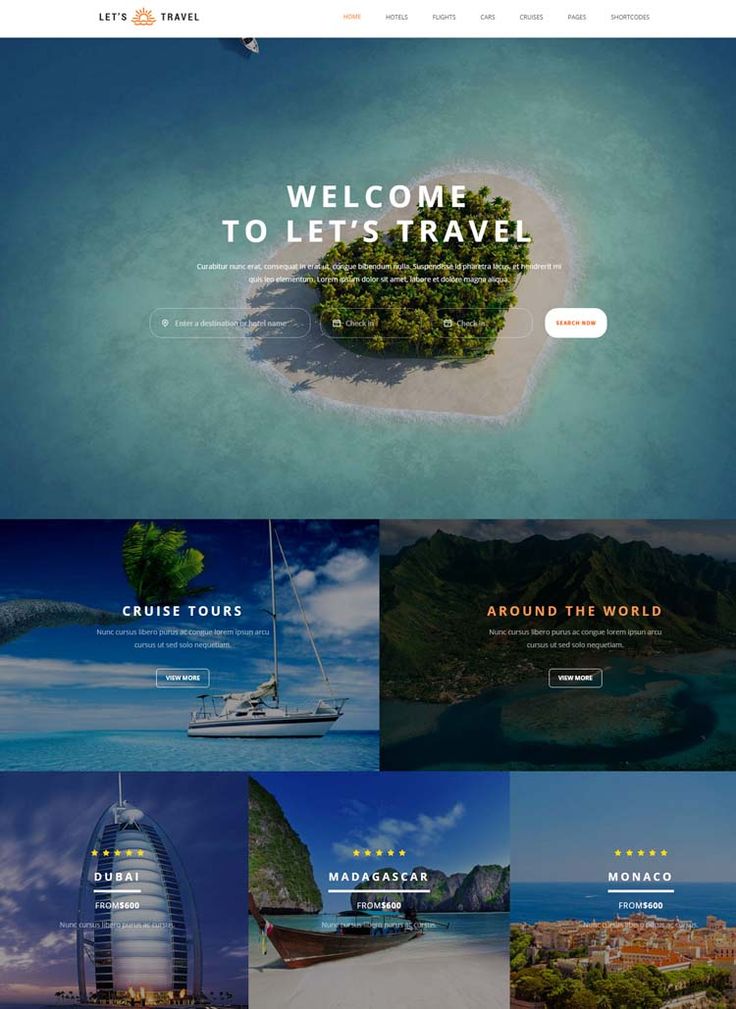 LET'S TRAVEL
HOME HOTELS FLIGHTS CARS CRUISES PAGES SHORTCODES
WELCOME
TO LET'S TRAVEL
Curabitur nunc erat, consequat in erat ut, congue bibendum nulla. Suspendisse id pharetra lacus, et hendrerit mi
quis leo elementum. Lorem ipsum dolor sit amet, labore et dolore magna aliqua.
Enter a destination or hotel name Check in Check in SEARCH NOW
CRUISE TOURS
Nunc cursus libero purus ac congue lorem ipsum arcu
cursus ut sed solo nequetiam.
VIEW MORE
AROUND THE WORLD
Nunc cursus libero purus ac congue lorem ipsum arcu
cursus ut sed solo nequetiam.
VIEW MORE
DUBAI
FROM$600
Nunc cursus libero purus ac cursus.
MADAGASCAR
FROM$600
Nunc cursus libero purus ac cursus.
MONACO
FROM$600
Nunc cursus libero purus ac cursus.